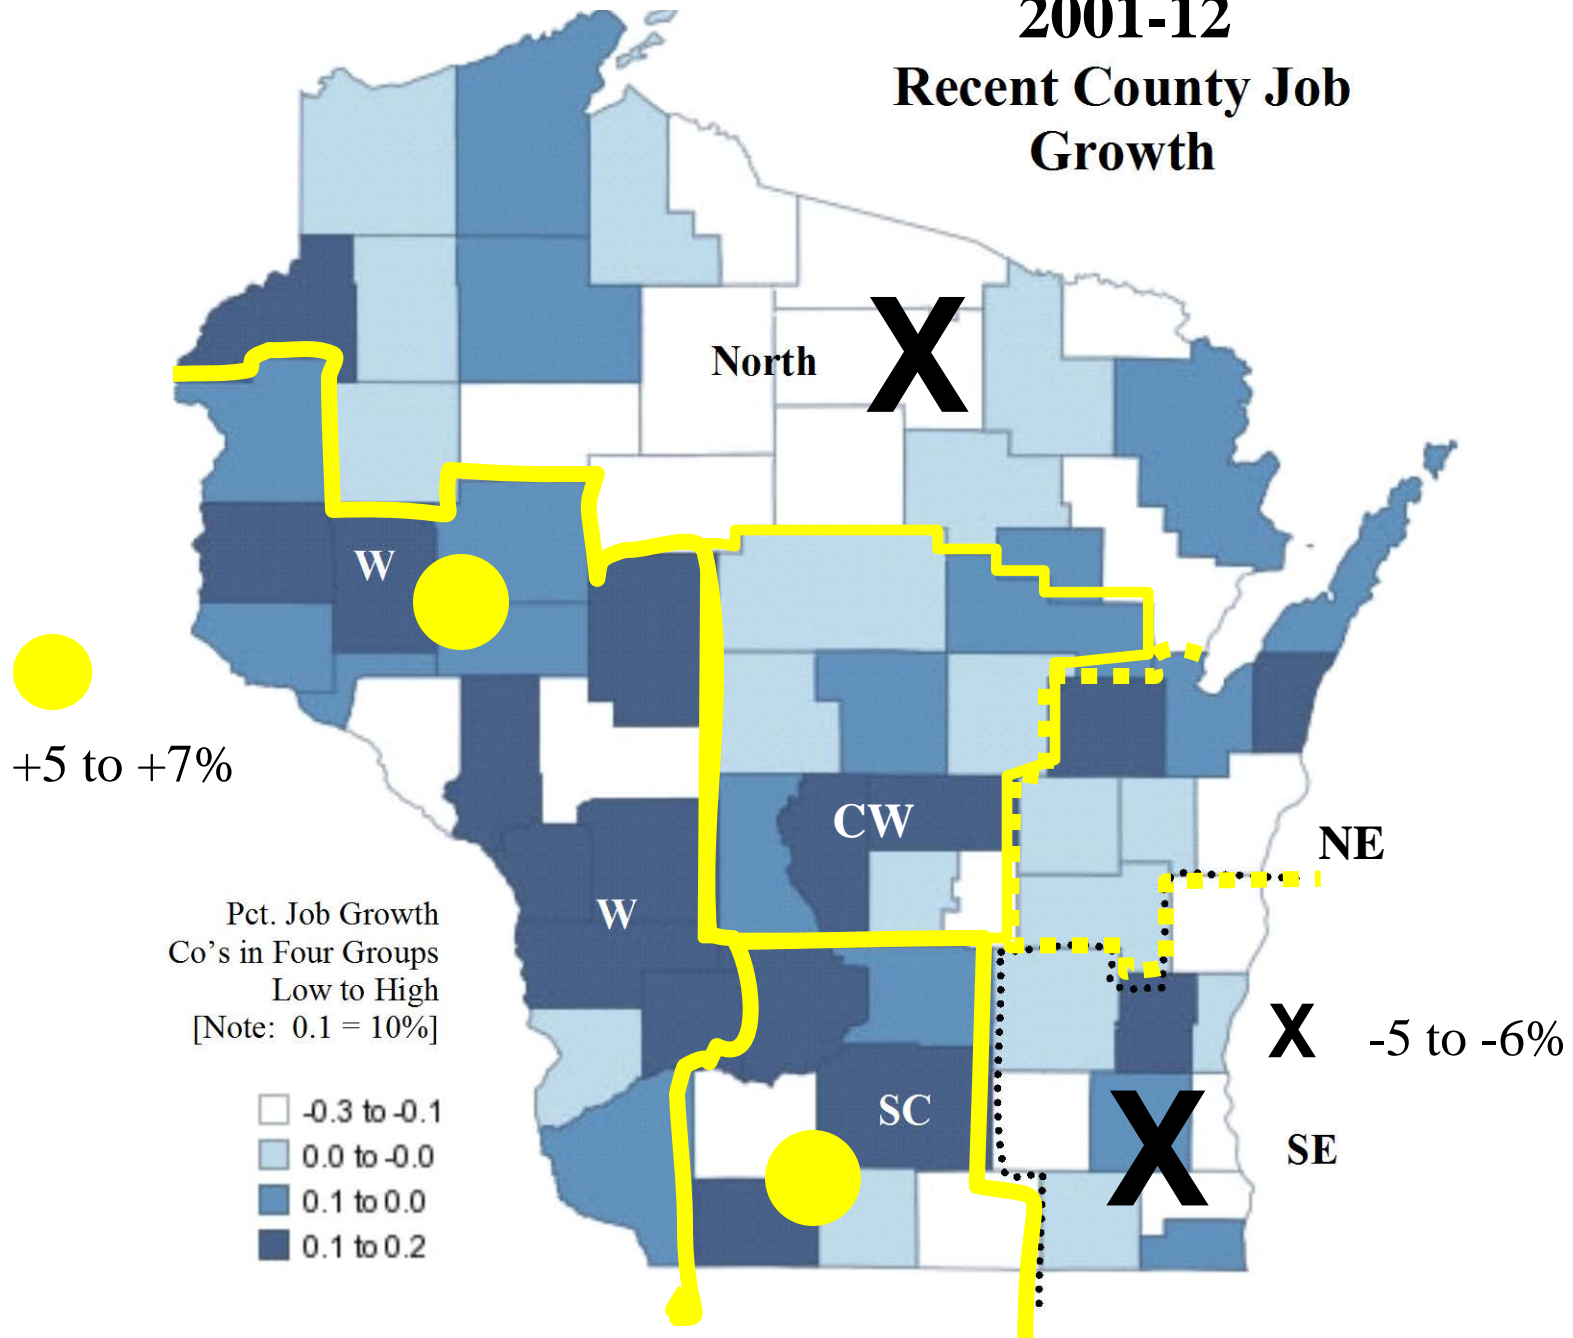 2001-12
Recent County Job
Growth
North
X
W
+5 to +7%
CW
NE
W
Pct. Job Growth
Co's in Four Groups
Low to High
[Note:  0.1 = 10%]
X -5 to -6%
-0.3 to -0.1
0.0 to -0.0
0.1 to 0.0
0.1 to 0.2
SC
X
SE